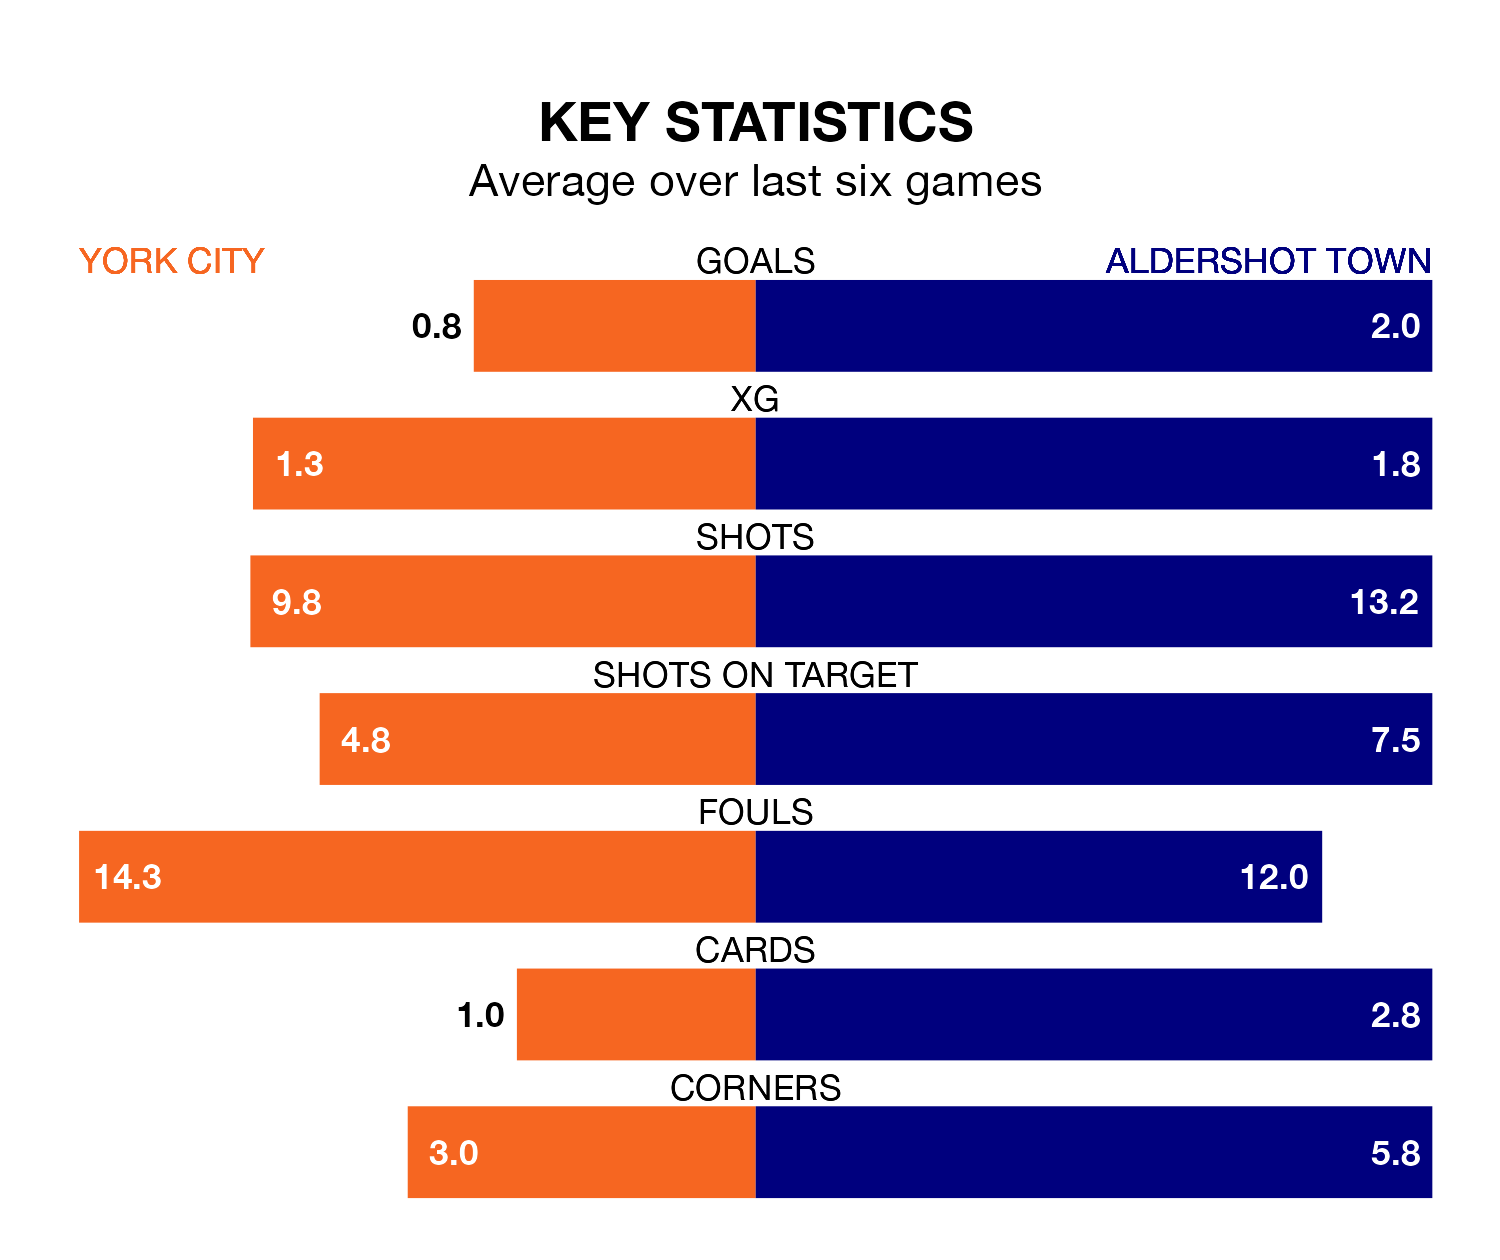 KEY STATISTICS
Average over last six games
YORK CITY GOALS ALDERSHOT TOWN
0.8 2.0
XG
1.3 1.8
SHOTS
9.8 13.2
SHOTS ON TARGET
4.8 7.5
FOULS
14.3 12.0
CARDS
1.0 2.8
CORNERS
3.0 5.8